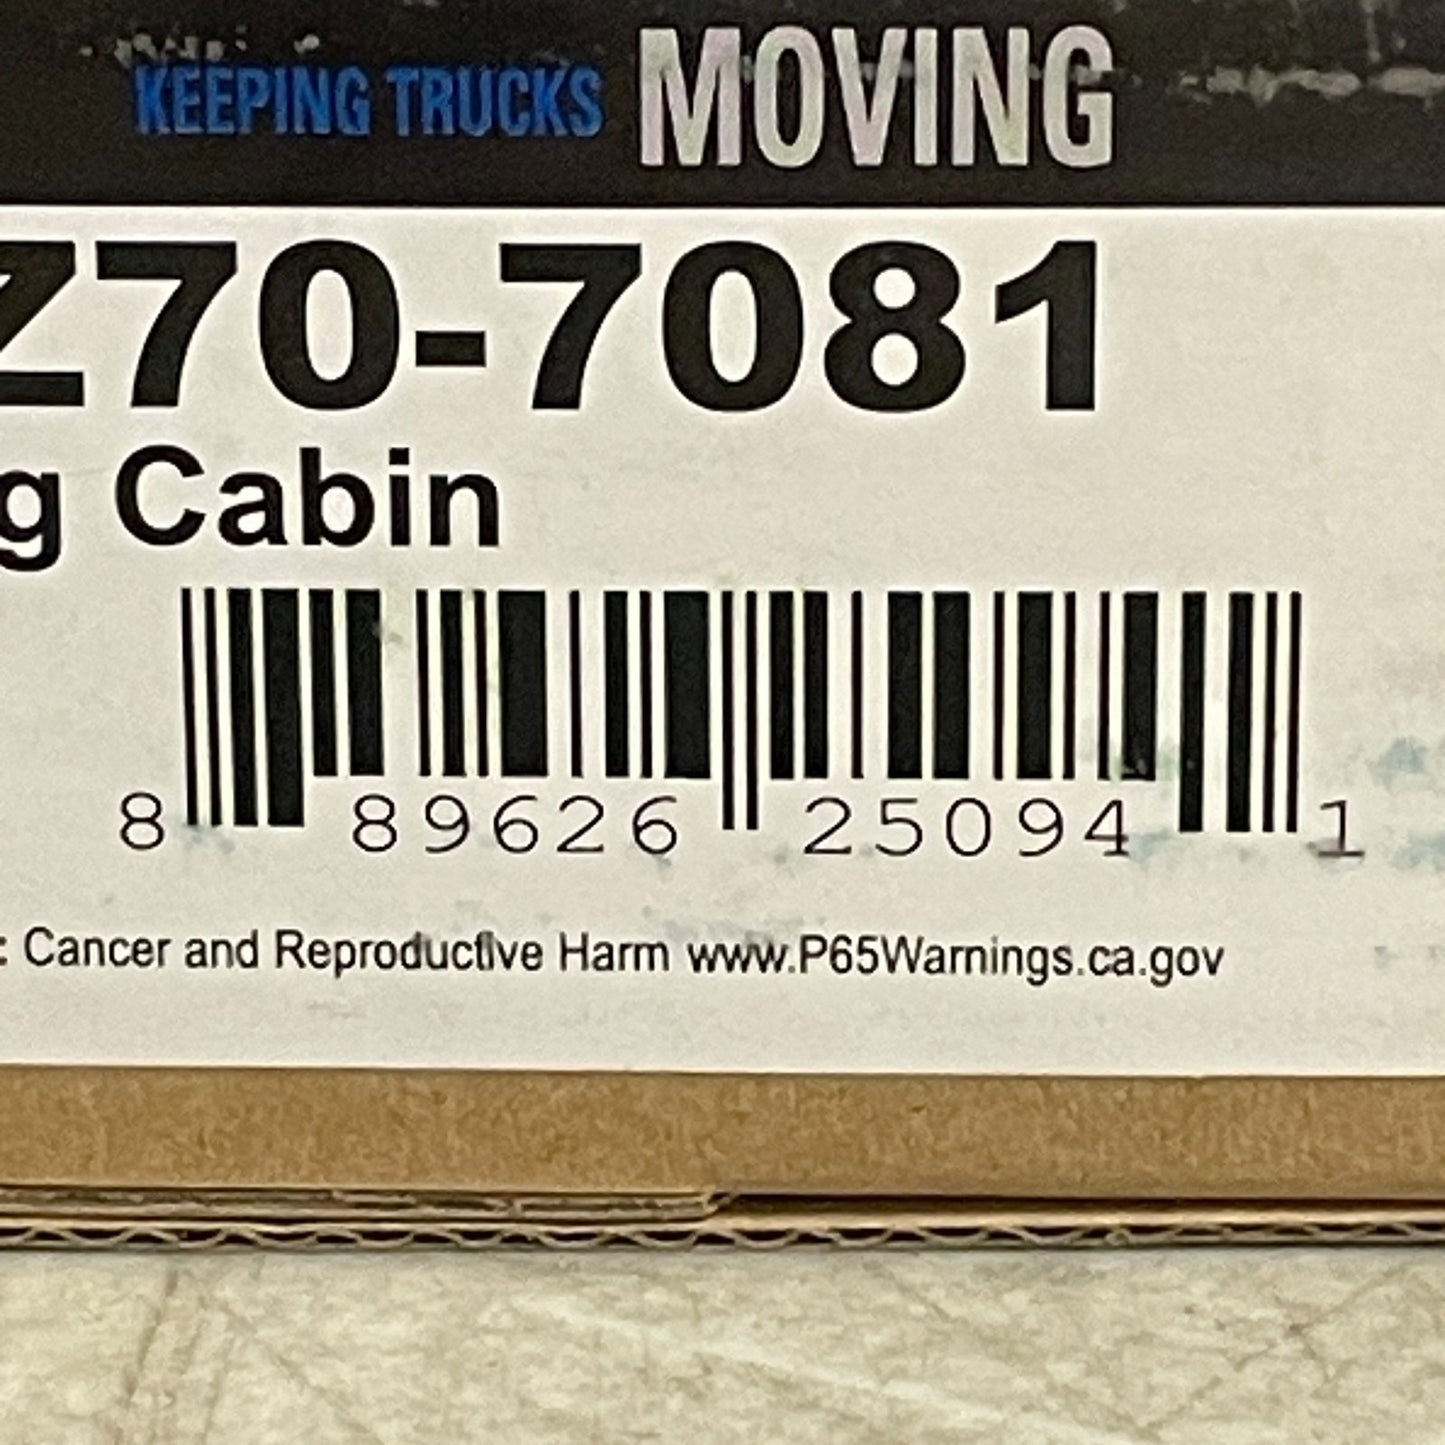 KEEPING TRUCKS MOVING
Z70-7081
g Cabin
8 89626 25094 1
: Cancer and Reproductive Harm www.P65Warnings.ca.gov